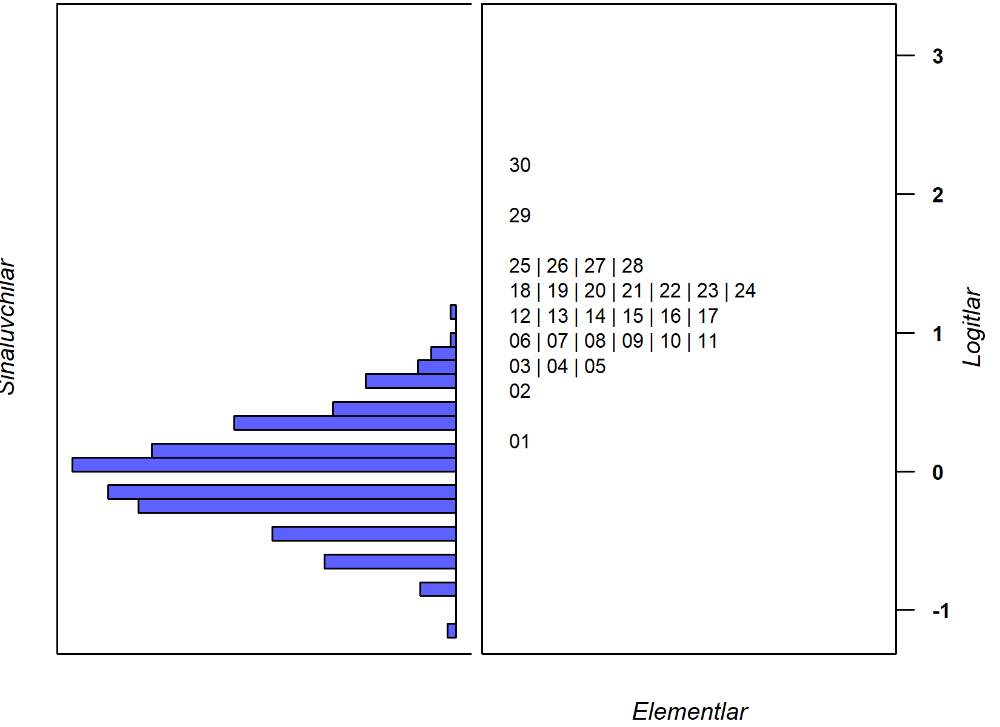 3
30
2
29
25 | 26 | 27 | 28
18 | 19 | 20 | 21 | 22 | 23 | 24
12 | 13 | 14 | 15 | 16 | 17
1
06 | 07 | 08 | 09 | 10 | 11
03 | 04 | 05
02
01
0
-1
Sinaluvchilar
Logitlar
Elementlar